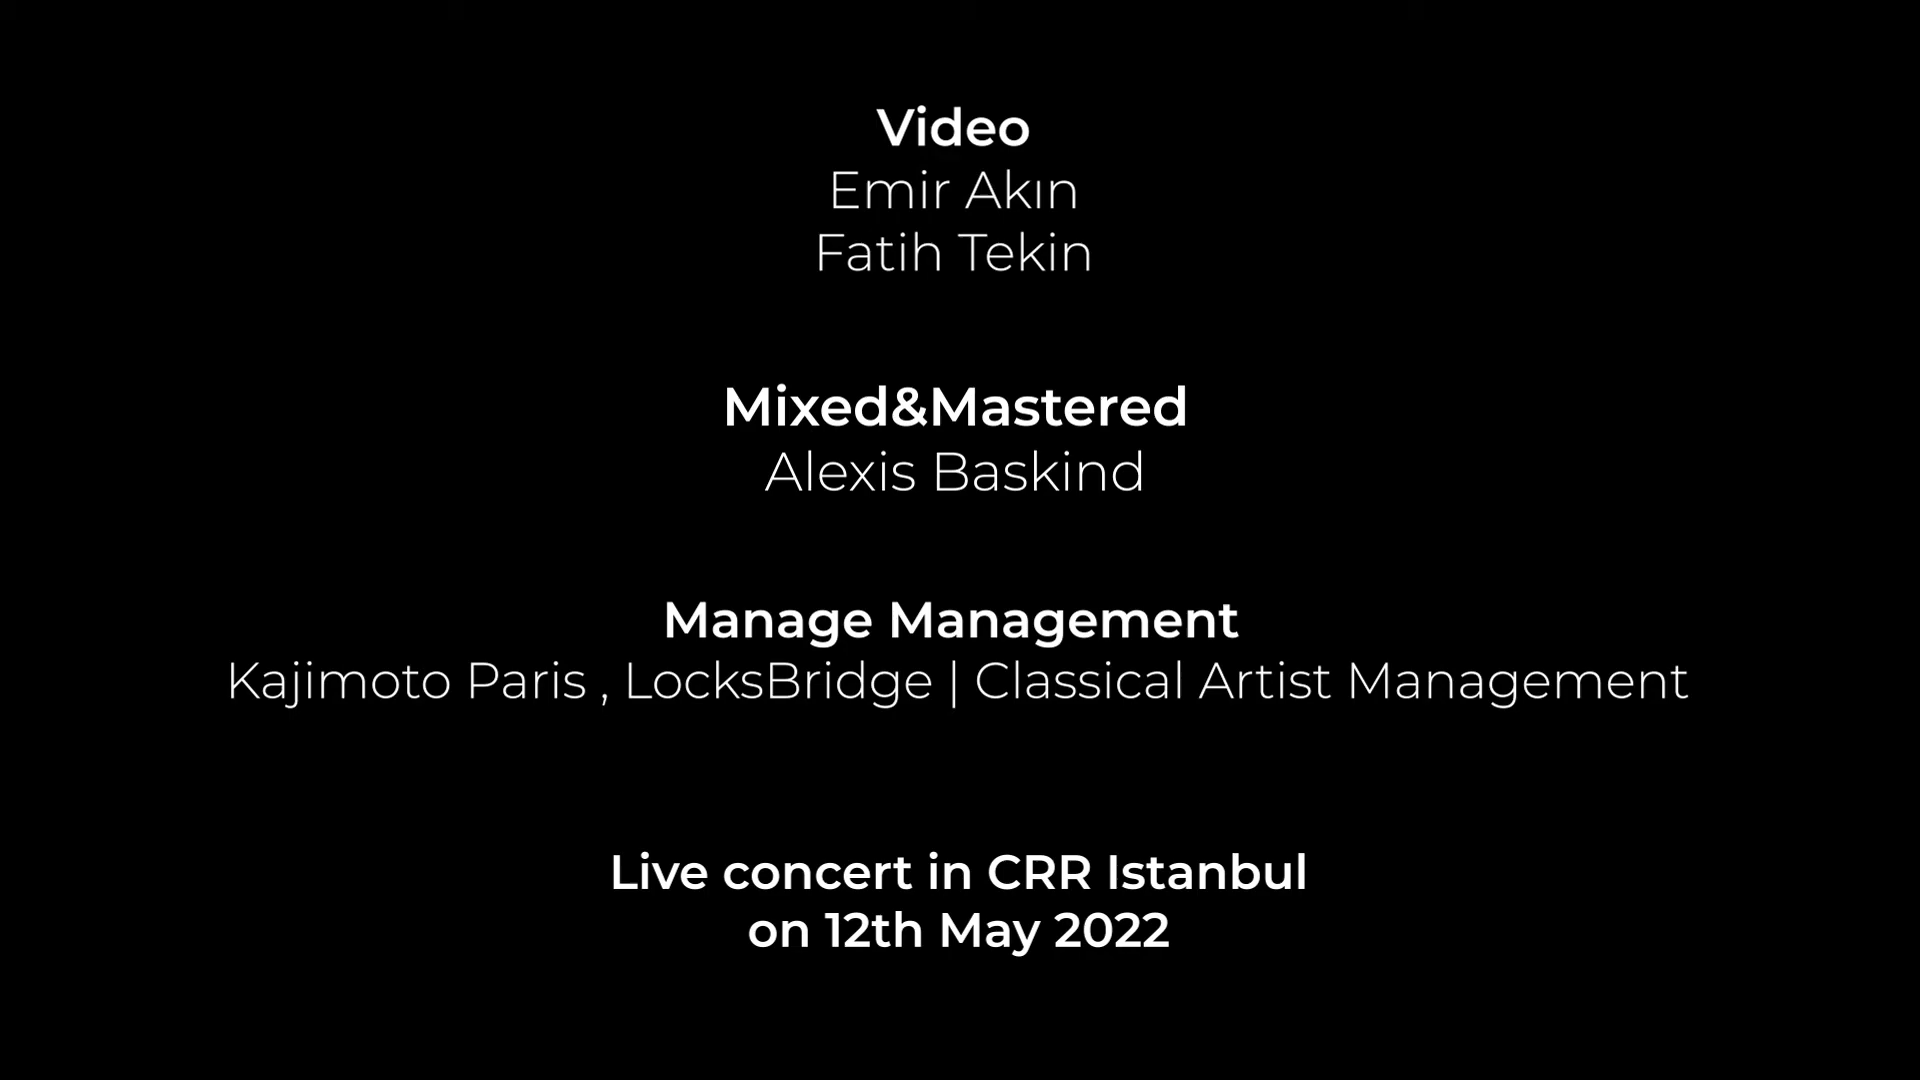 Video
Emir Akın
Fatih Tekin
Mixed&Mastered
Alexis Baskind
Manage Management
Kajimoto Paris , LocksBridge | Classical Artist Management
Live concert in CRR Istanbul
on 12th May 2022